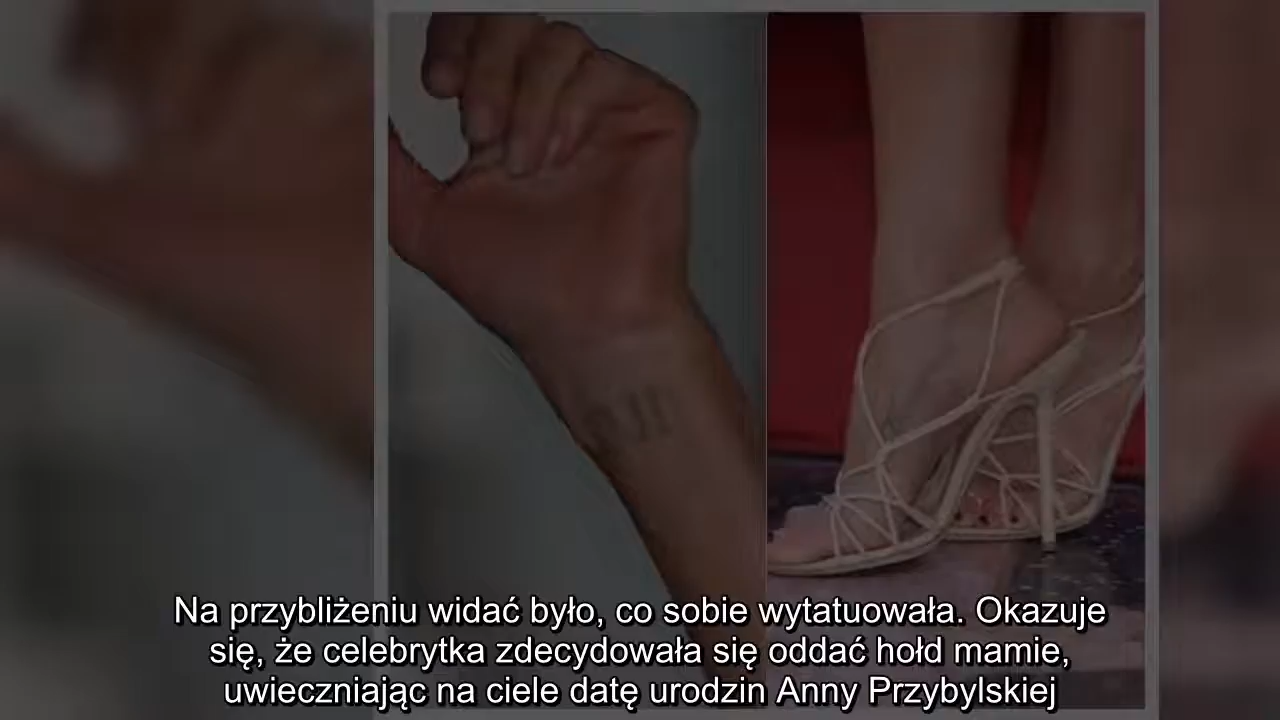 Na przybliżeniu widać było, co sobie wytatuowała. Okazuje
się, że celebrytka zdecydowała się oddać hołd mamie,
uwieczniając na ciele datę urodzin Anny Przybylskiej